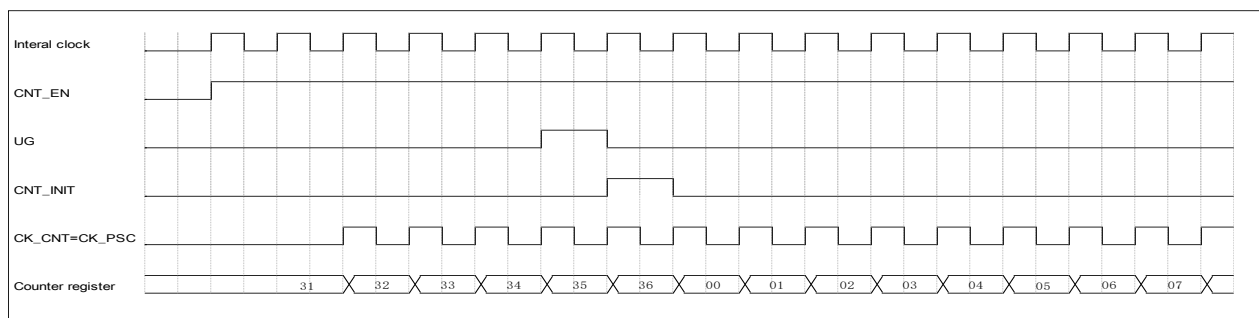 Interal clock
CNT_EN
UG
CNT_INIT
CK_CNT=CK_PSC
Counter register 31 32 33 34 35 36 00 01 02 03 04 05 06 07